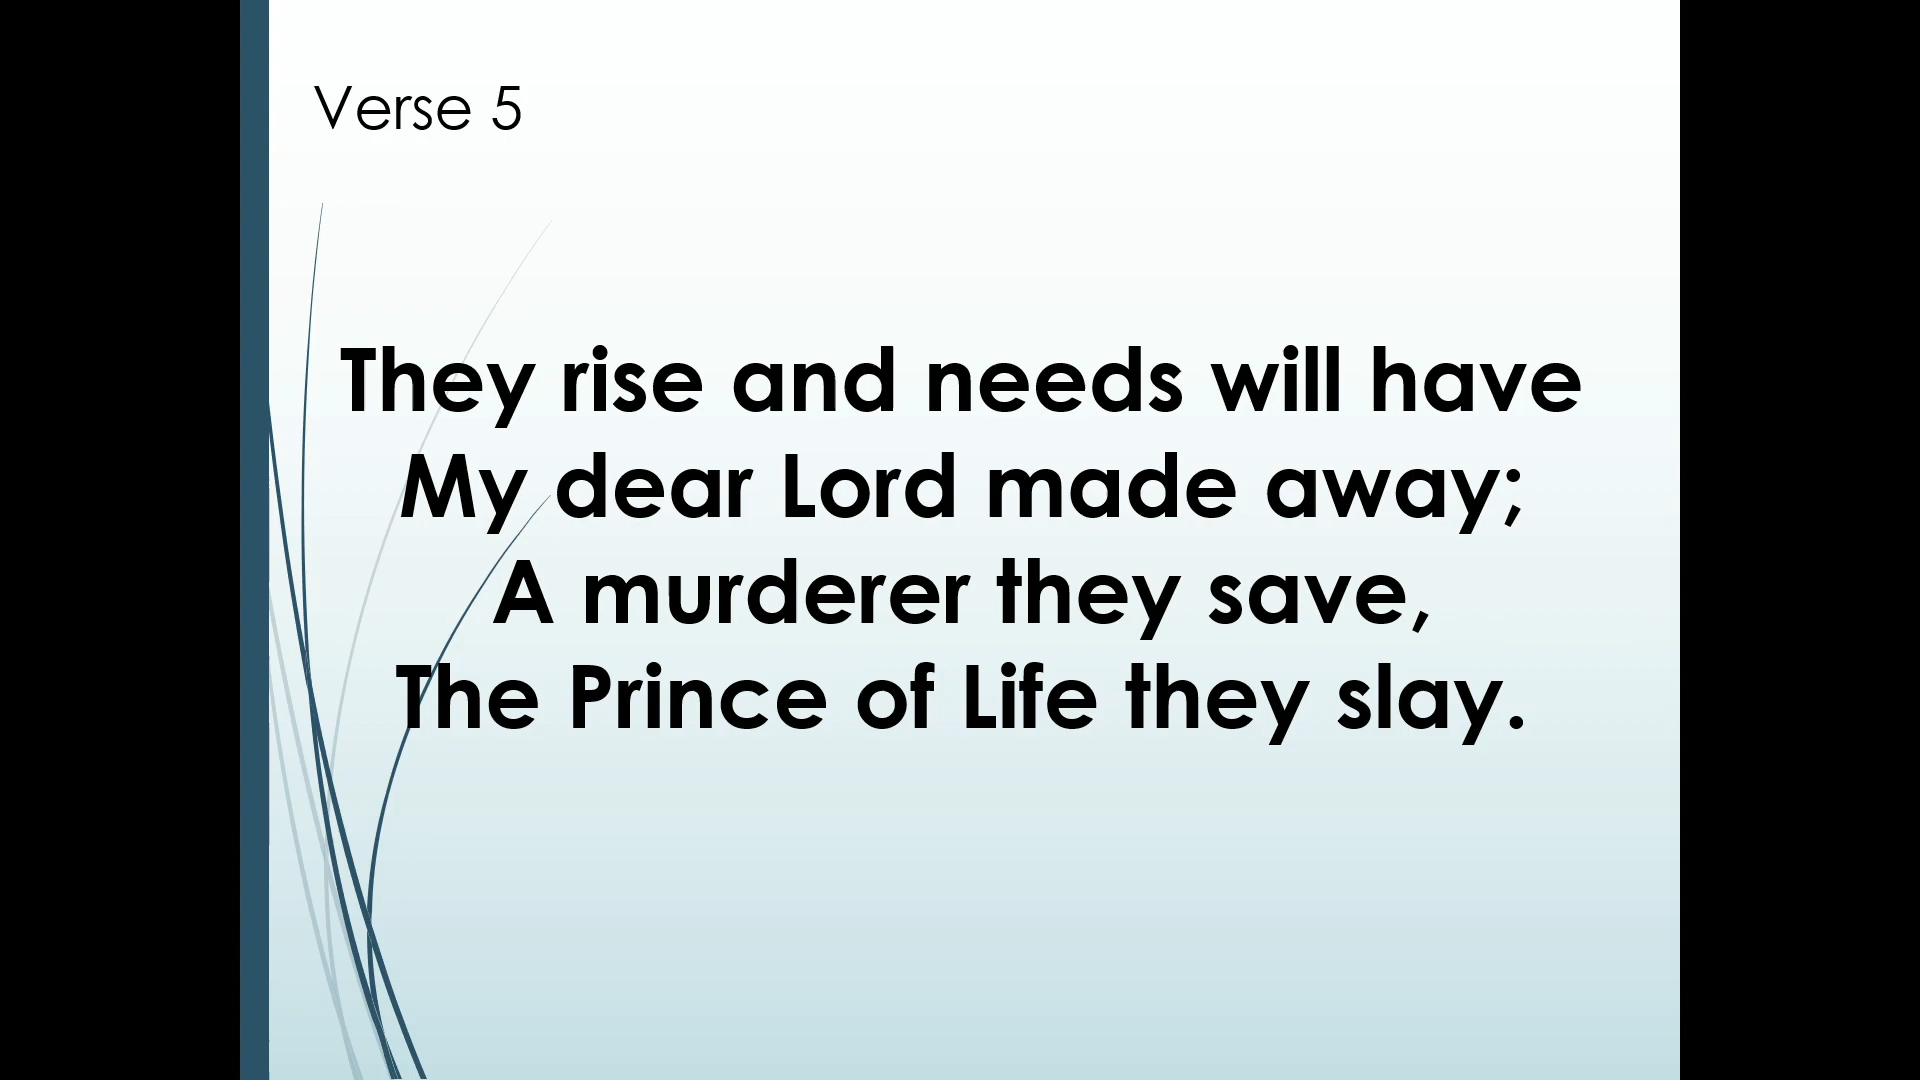 Verse 5
They rise and needs will have
My dear Lord made away;
A murderer they save,
The Prince of Life they slay.